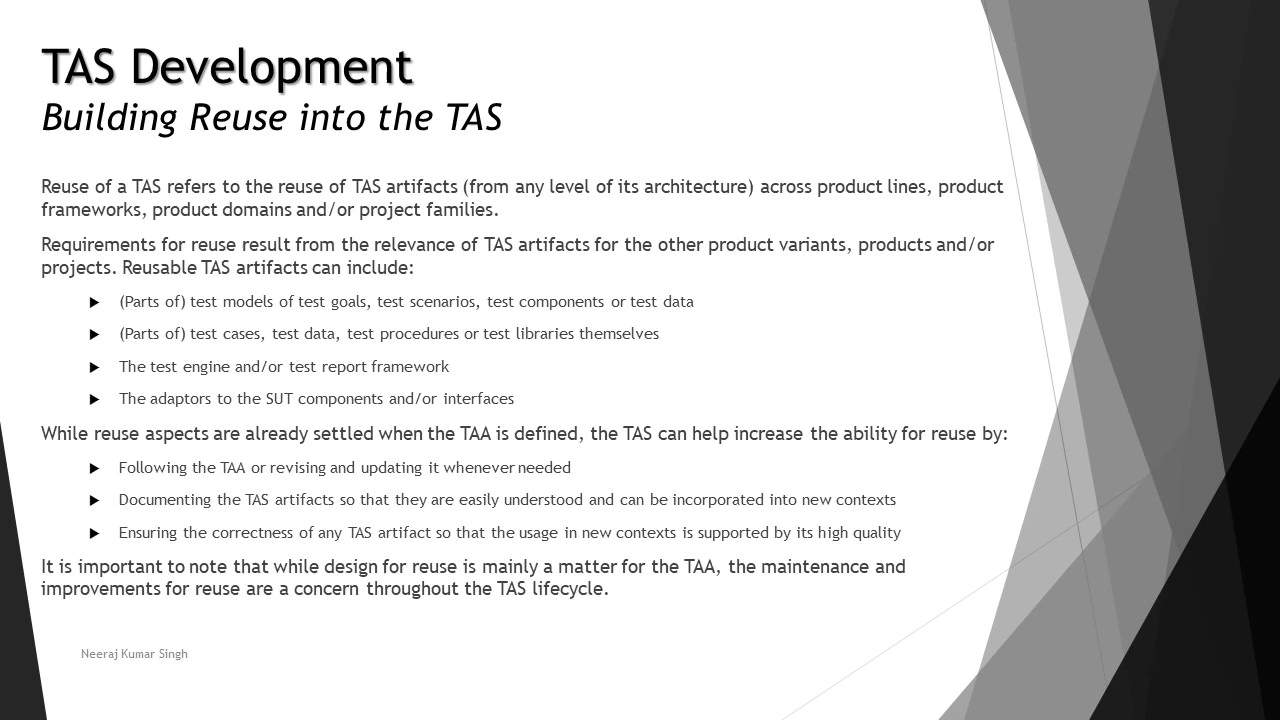 TAS Development
Building Reuse into the TAS
Reuse of a TAS refers to the reuse of TAS artifacts (from any level of its architecture) across product lines, product
frameworks, product domains and/or project families.
Requirements for reuse result from the relevance of TAS artifacts for the other product variants, products and/or
projects. Reusable TAS artifacts can include:
(Parts of) test models of test goals, test scenarios, test components or test data
(Parts of) test cases, test data, test procedures or test libraries themselves
The test engine and/or test report framework
The adaptors to the SUT components and/or interfaces
While reuse aspects are already settled when the TAA is defined, the TAS can help increase the ability for reuse by:
Following the TAA or revising and updating it whenever needed
Documenting the TAS artifacts so that they are easily understood and can be incorporated into new contexts
Ensuring the correctness of any TAS artifact so that the usage in new contexts is supported by its high quality
It is important to note that while design for reuse is mainly a matter for the TAA, the maintenance and
improvements for reuse are a concern throughout the TAS lifecycle.
Neeraj Kumar Singh